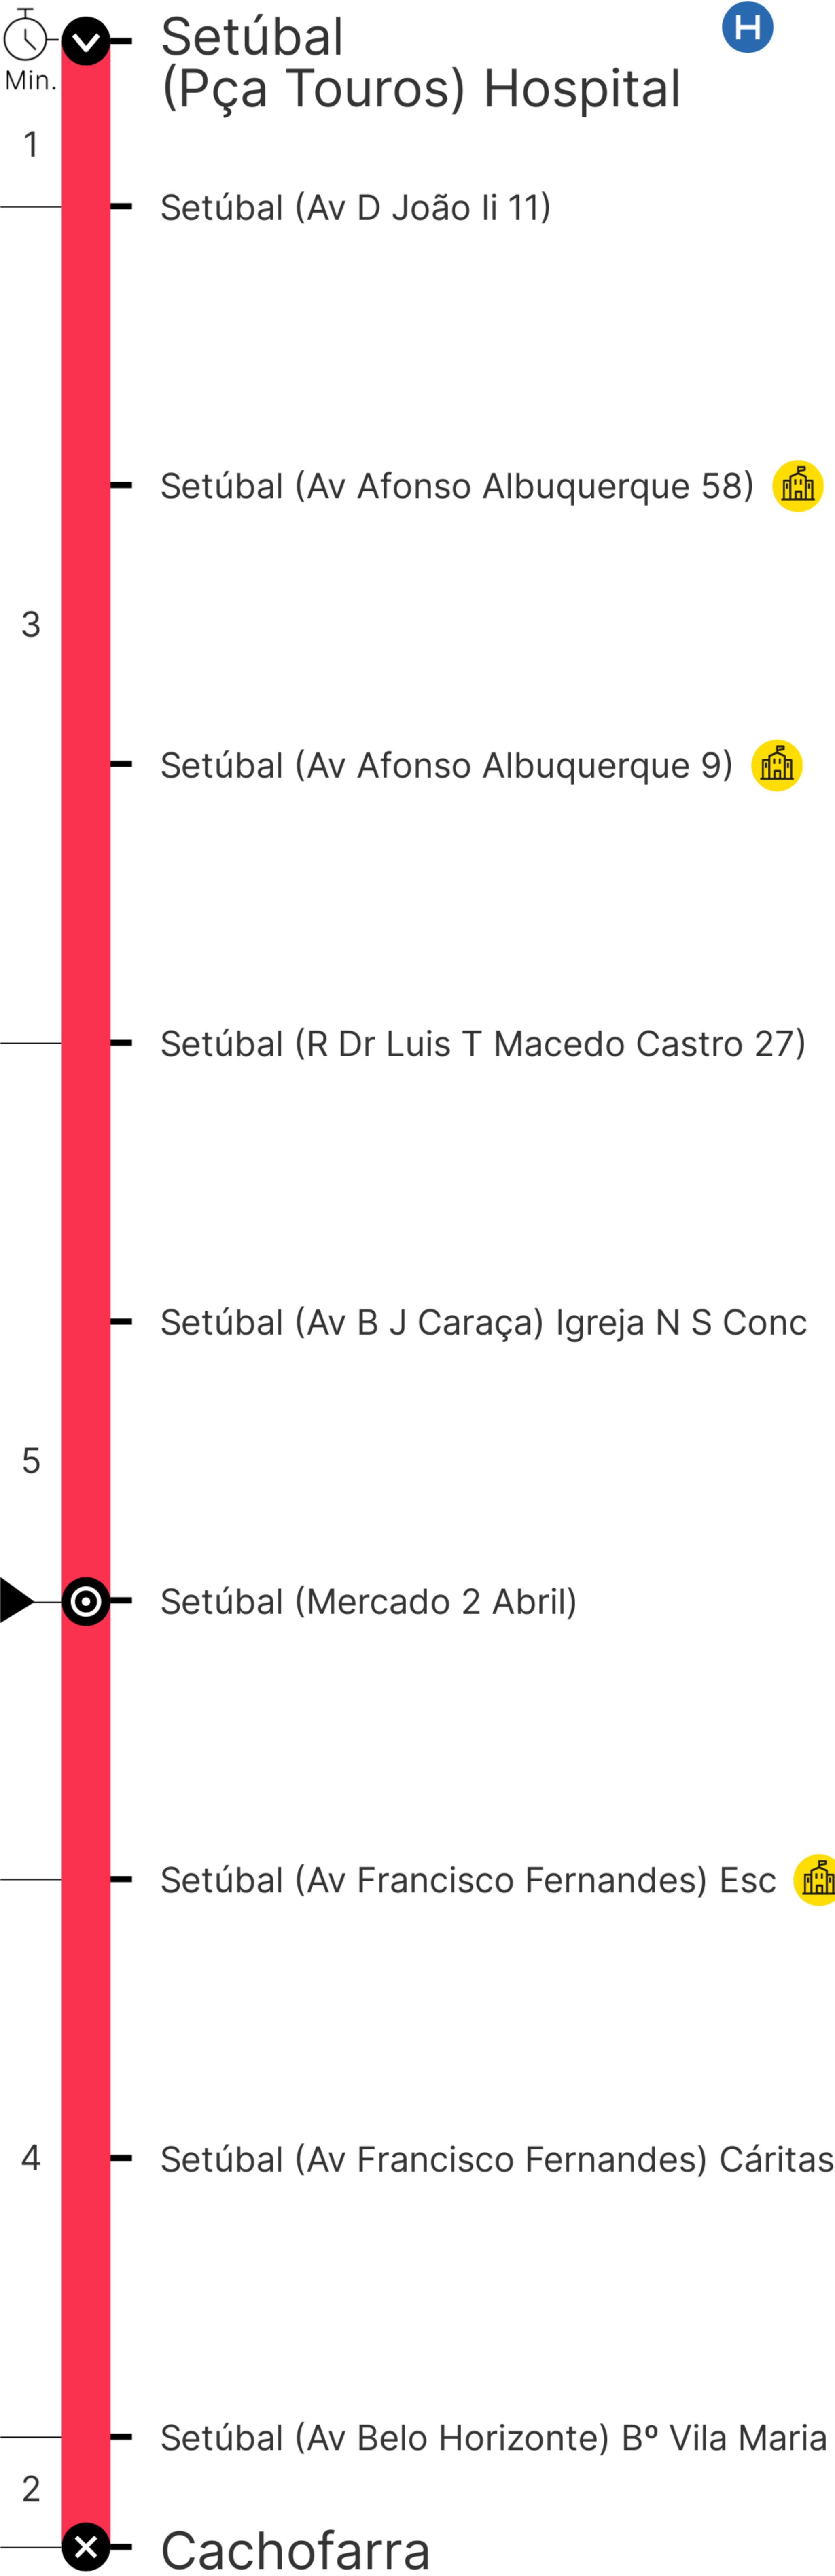 Setúbal
(Pça Touros) Hospital
H
Min.
1
Setúbal (Av D João Ii 11)
Setúbal (Av Afonso Albuquerque 58)
3
Setúbal (Av Afonso Albuquerque 9)
Setúbal (R Dr Luis T Macedo Castro 27)
Setúbal (Av B J Caraça) Igreja N S Conc
5
Setúbal (Mercado 2 Abril)
Setúbal (Av Francisco Fernandes) Esc
4
Setúbal (Av Francisco Fernandes) Cáritas
Setúbal (Av Belo Horizonte) Bº Vila Maria
2
Cachofarra